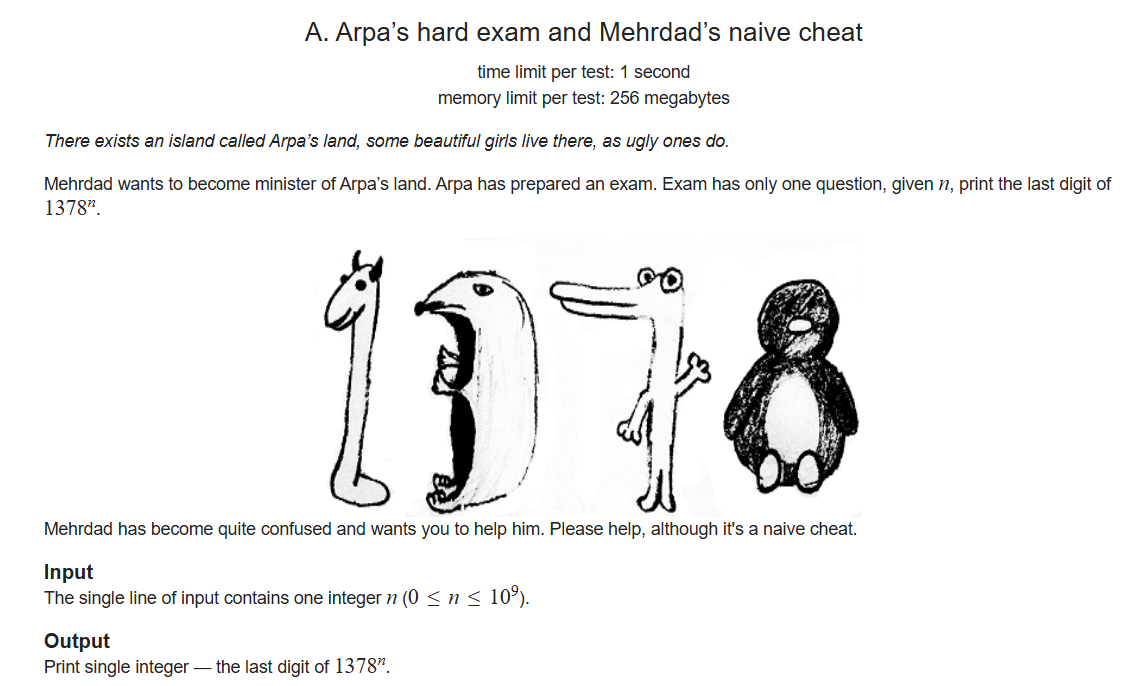 A. Arpa’s hard exam and Mehrdad’s naive cheat
time limit per test: 1 second
memory limit per test: 256 megabytes
There exists an island called Arpa’s land, some beautiful girls live there, as ugly ones do.
Mehrdad wants to become minister of Arpa’s land. Arpa has prepared an exam. Exam has only one question, given n, print the last digit of
1378ⁿ.
1378
Mehrdad has become quite confused and wants you to help him. Please help, although it's a naive cheat.
Input
The single line of input contains one integer n (0 ≤ n ≤ 10⁹).
Output
Print single integer — the last digit of 1378ⁿ.